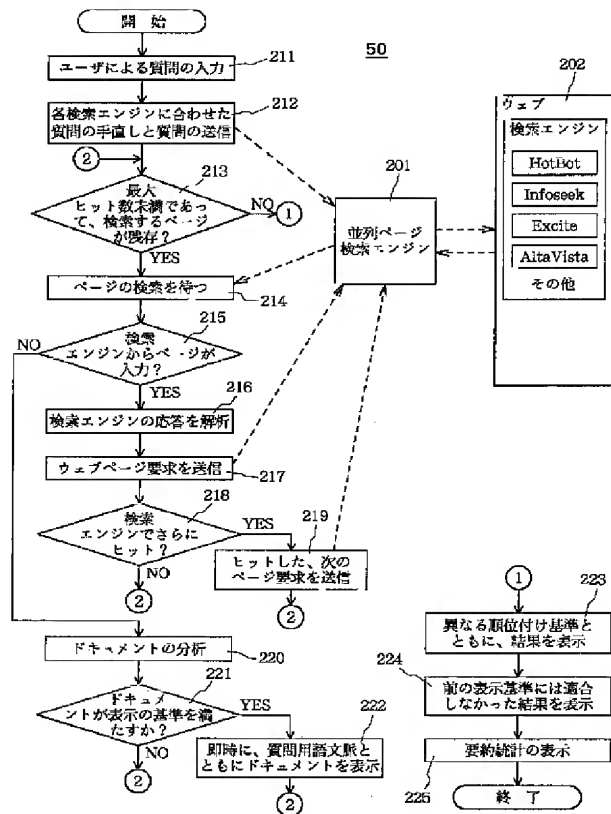 開 始
50
211
ユーザによる質問の入力
212
各検索エンジンに合わせた
質問の手直しと質問の送信
②
213
最大
ヒット数未満であっ
て、検索するページ
が残存？
NO
①
YES
ページの検索を待つ
214
215
検索
エンジンからページが
入力？
NO
YES
216
検索エンジンの応答を解析
ウェブページ要求を送信
217
218
検索
エンジンでさらに
ヒット？
YES
NO
②
219
ヒットした、次の
ページ要求を送信
②
ドキュメントの分析
220
221
ドキュメ
ントが表示の基準を満
たすか？
YES
NO
②
222
即時に、質問用語文脈と
ともにドキュメントを表示
②
201
並列ページ
検索エンジン
202
ウェブ
検索エンジン
HotBot
Infoseek
Excite
AltaVista
その他
①
223
異なる順位付け基準と
ともに、結果を表示
224
前の表示基準には適合
しなかった結果を表示
要約統計の表示
225
終 了